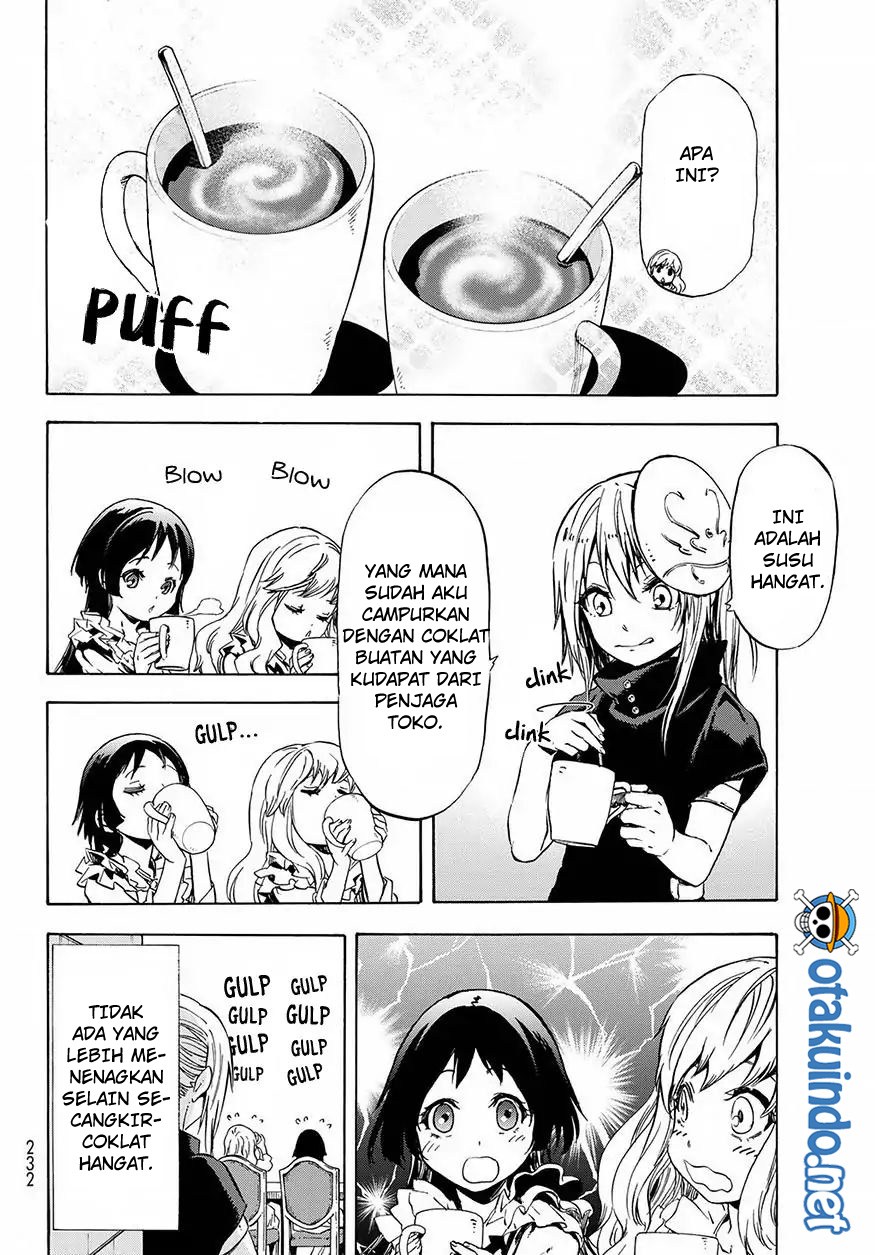 APA
INI?
PUFF
INI
ADALAH
SUSU
HANGAT.
clink
clink
YANG MANA
SUDAH AKU
CAMPURKAN
DENGAN COKLAT
BUATAN YANG
KUDAPAT DARI
PENJAGA
TOKO.
Blow Blow
GULP...
GULP GULP
GULP GULP
GULP GULP
GULP GULP
TIDAK
ADA YANG
LEBIH ME-
NENAGKAN
SELAIN SE-
CANGKIR-
COKLAT
HANGAT.
232
otakuindo.net